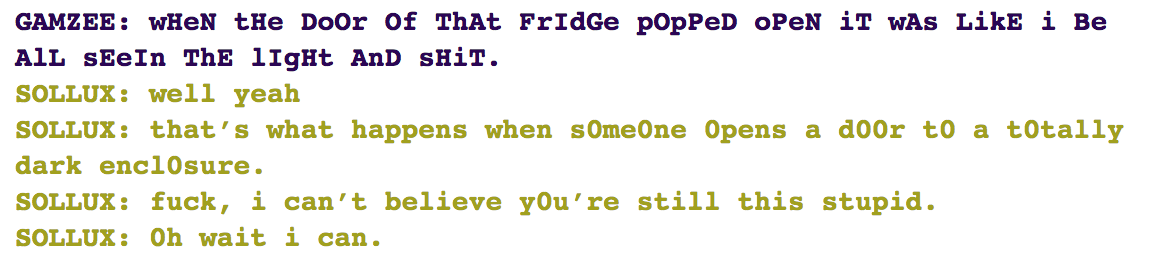 GAMZEE: wHeN tHe DoOr Of ThAt FrIdGe pOpPeD oPeN iT wAs LikE i Be
AlL sEeIn ThE lIgHt AnD sHiT.
SOLLUX: well yeah
SOLLUX: that’s what happens when s0me0ne 0pens a d00r t0 a t0tally
dark encl0sure.
SOLLUX: fuck, i can’t believe y0u’re still this stupid.
SOLLUX: 0h wait i can.